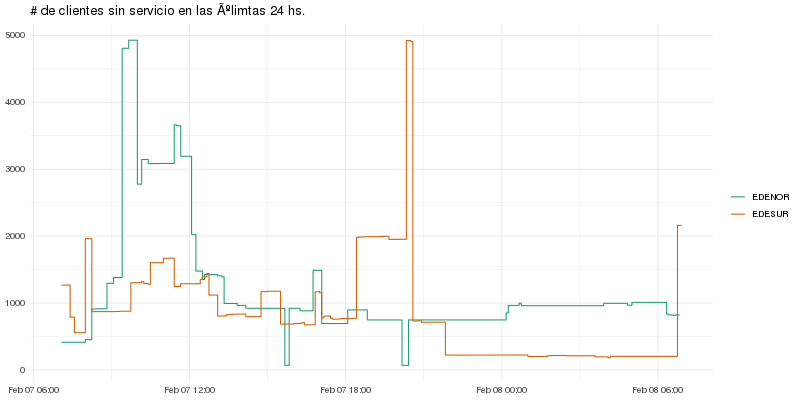 # de clientes sin servicio en las Ãºlimtas 24 hs.
5000
4000
3000
2000
1000
0
Feb 07 06:00
Feb 07 12:00
Feb 07 18:00
Feb 08 00:00
Feb 08 06:00
EDENOR
EDESUR